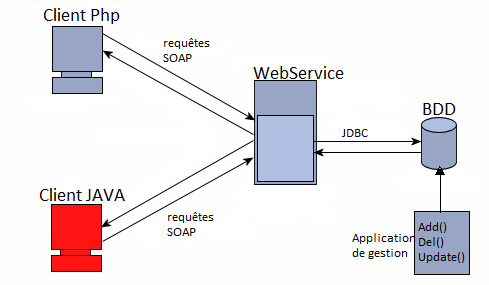 Client Php
requêtes
SOAP
WebService
BDD
JDBC
Client JAVA
requêtes
SOAP
Application
de gestion
Add()
Del()
Update()